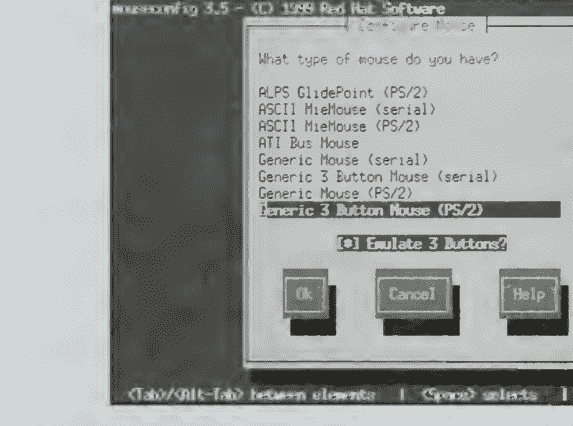 mouseconfig 3.5 - (C) 1999 Red Hat Software
Configure Mouse
What type of mouse do you have?
ALPS GlidePoint (PS/2)
ASCII MieMouse (serial)
ASCII MieMouse (PS/2)
ATI Bus Mouse
Generic Mouse (serial)
Generic 3 Button Mouse (serial)
Generic Mouse (PS/2)
Generic 3 Button Mouse (PS/2)
[*] Emulate 3 Buttons?
Ok Cancel Help
<Tab>/<Alt-Tab> between elements | <Space> selects |